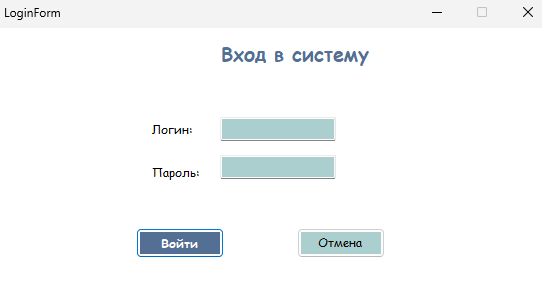 LoginForm
Вход в систему
Логин:
Пароль:
Войти
Отмена